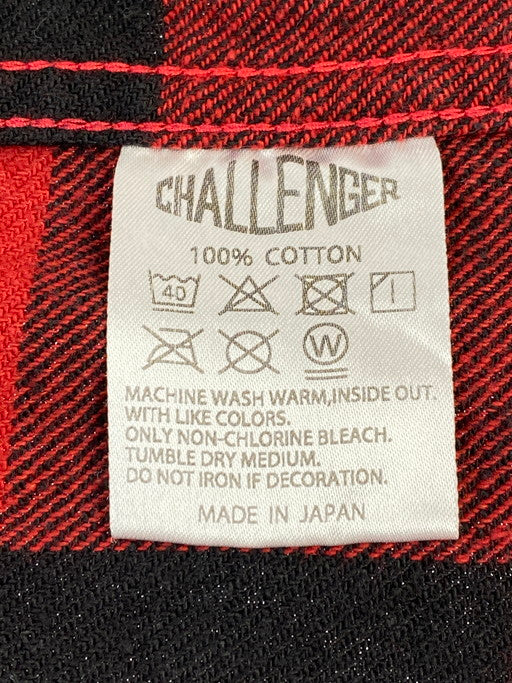 CHALLENGER
100% COTTON
40
W
MACHINE WASH WARM,INSIDE OUT.
WITH LIKE COLORS.
ONLY NON-CHLORINE BLEACH.
TUMBLE DRY MEDIUM.
DO NOT IRON IF DECORATION.
MADE IN JAPAN